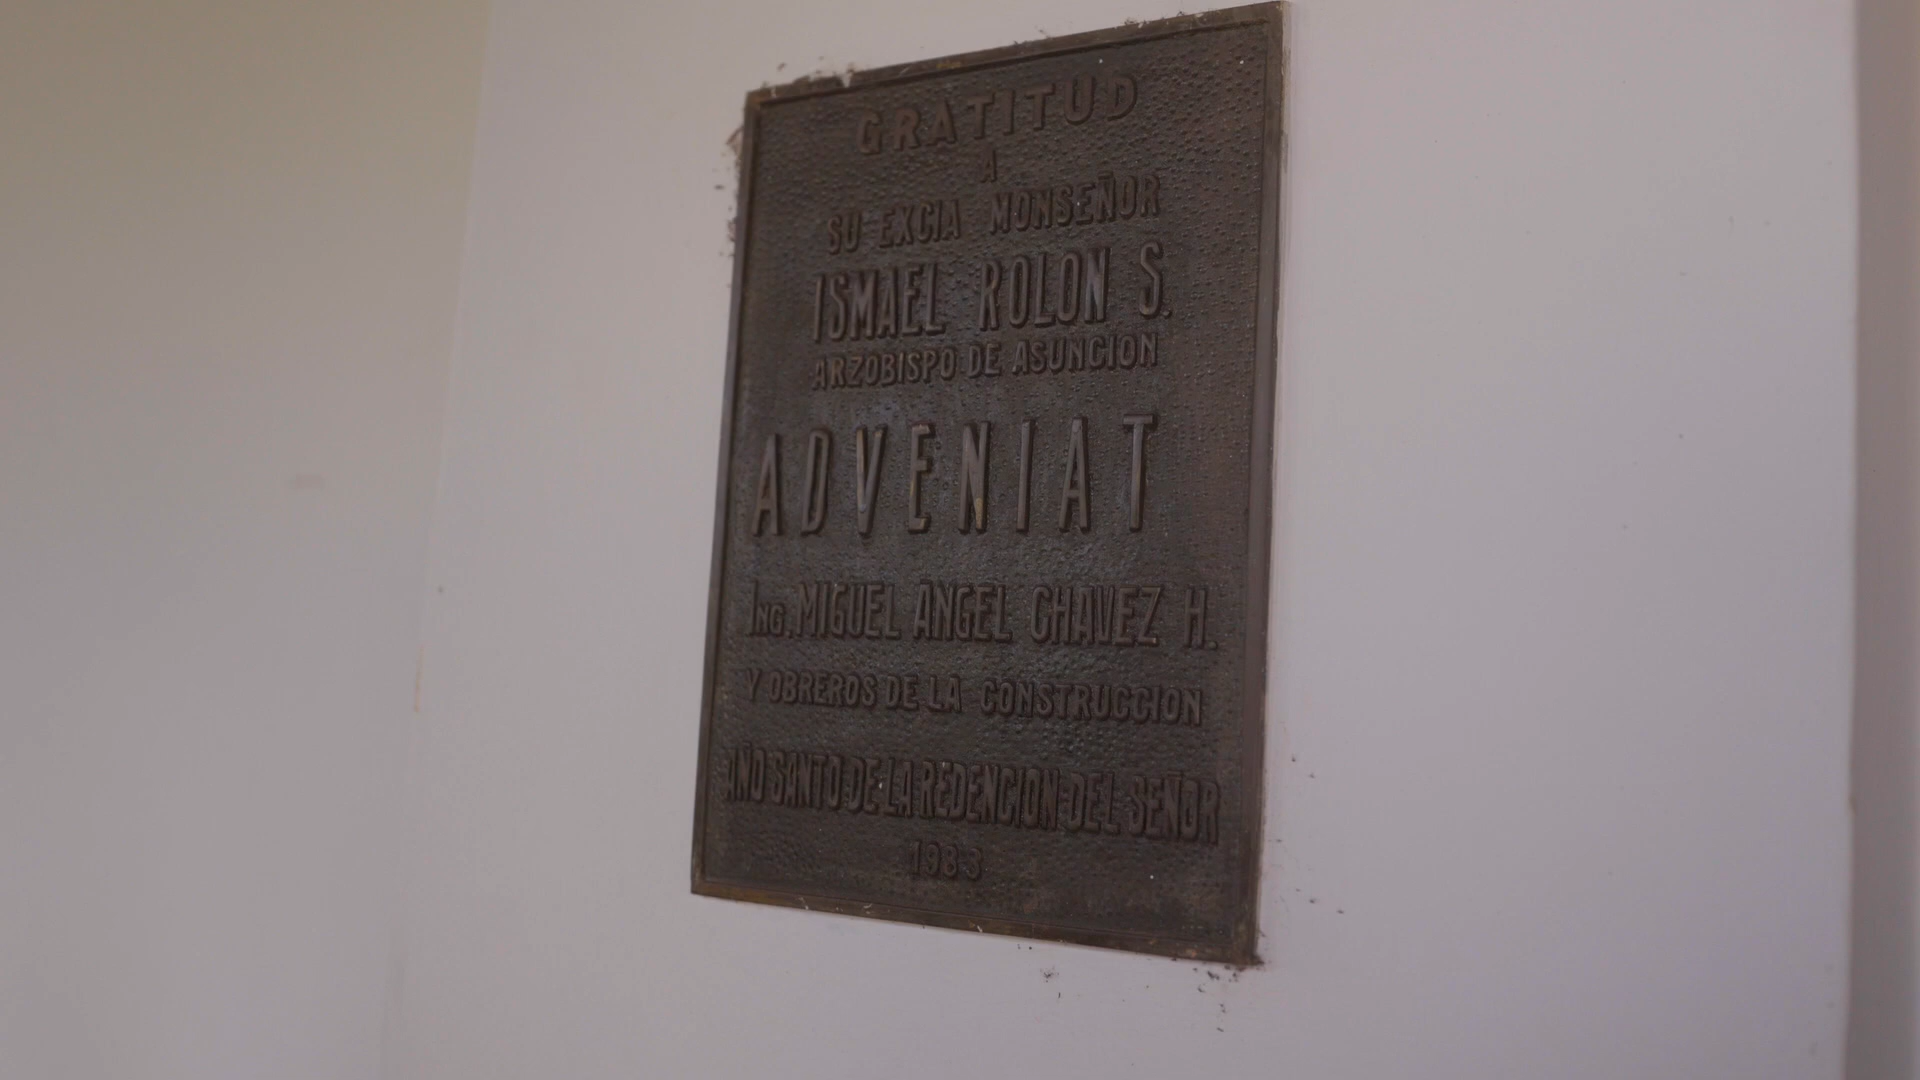 GRATITUD
A
SU EXCIA MONSEÑOR
ISMAEL ROLON S.
ARZOBISPO DE ASUNCION
ADVENIAT
ING. MIGUEL ANGEL CHAVEZ H.
Y OBREROS DE LA CONSTRUCCION
AÑO SANTO DE LA REDENCION DEL SEÑOR
1983